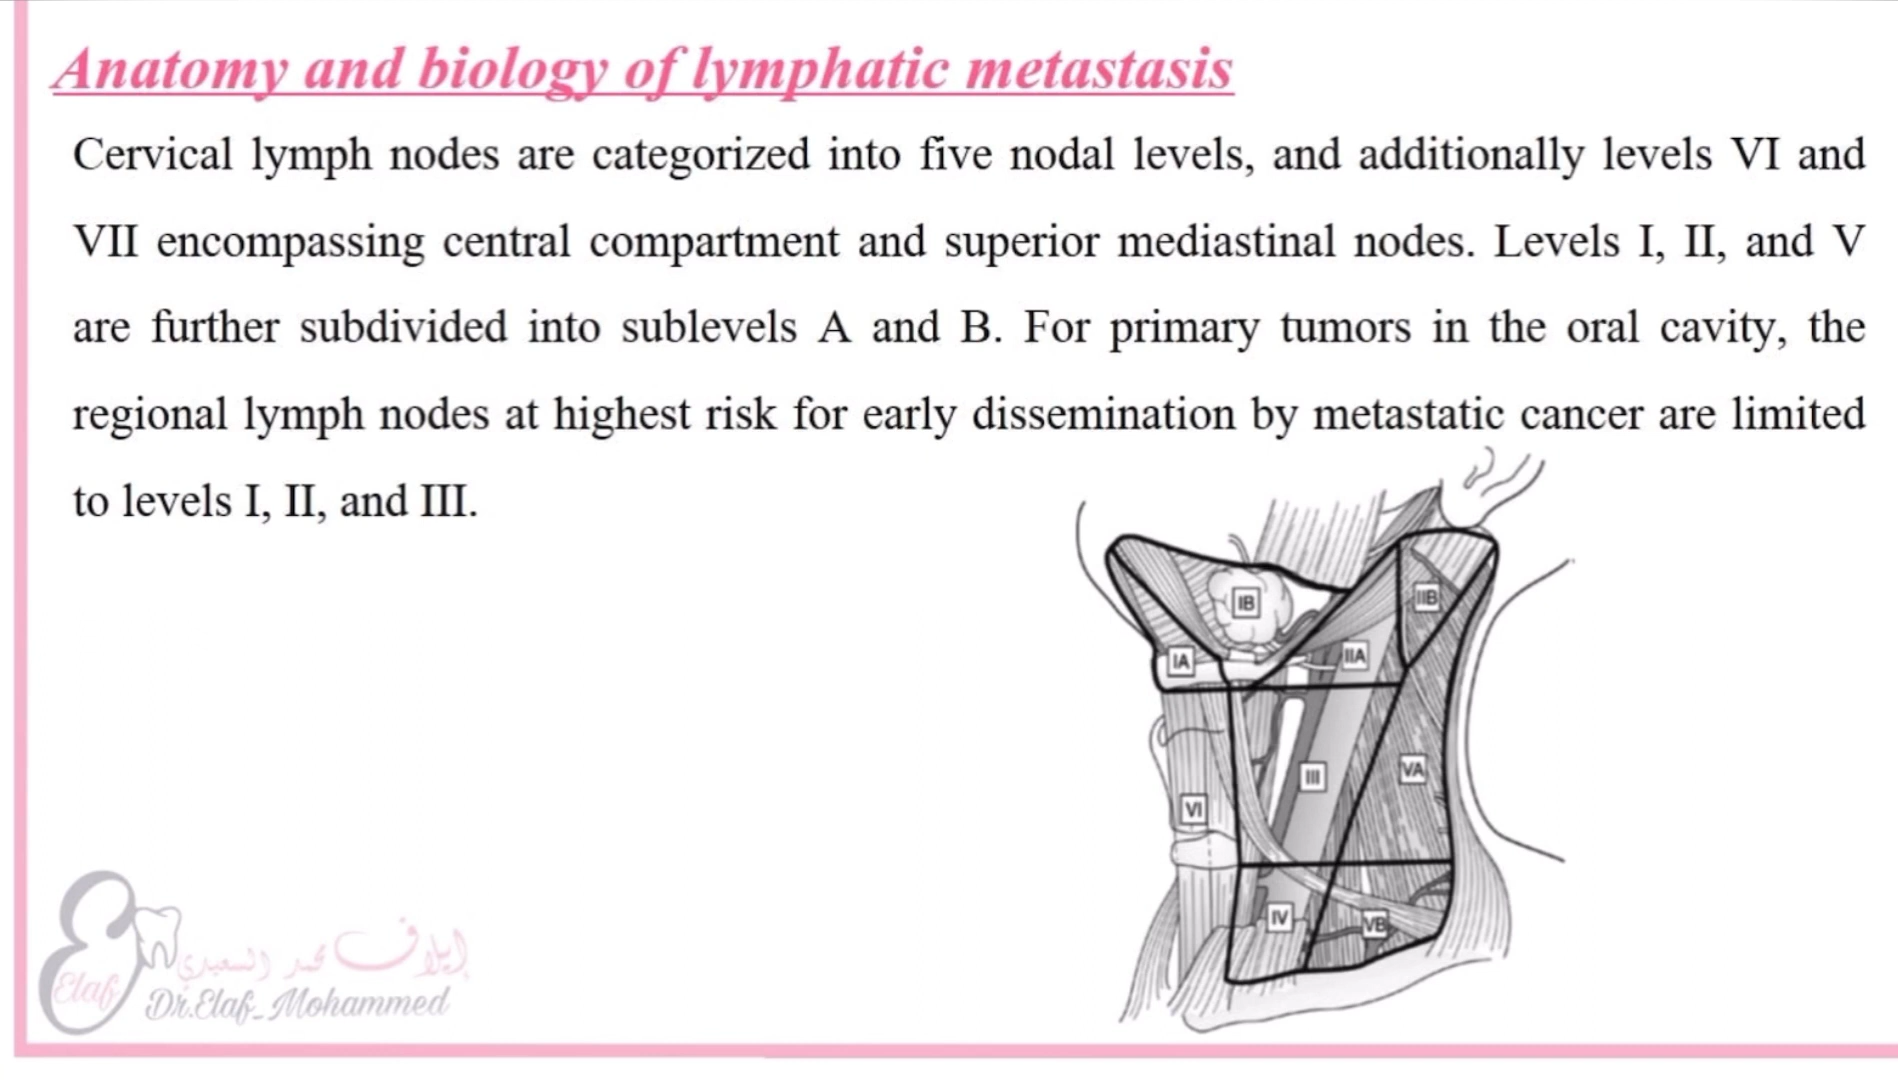 Anatomy and biology of lymphatic metastasis
Cervical lymph nodes are categorized into five nodal levels, and additionally levels VI and
VII encompassing central compartment and superior mediastinal nodes. Levels I, II, and V
are further subdivided into sublevels A and B. For primary tumors in the oral cavity, the
regional lymph nodes at highest risk for early dissemination by metastatic cancer are limited
to levels I, II, and III.
IB
IIB
IA
IIA
III
VA
VI
IV
VB
إيلاف محمد السعيدي
Elaf
Dr.Elaf_Mohammed